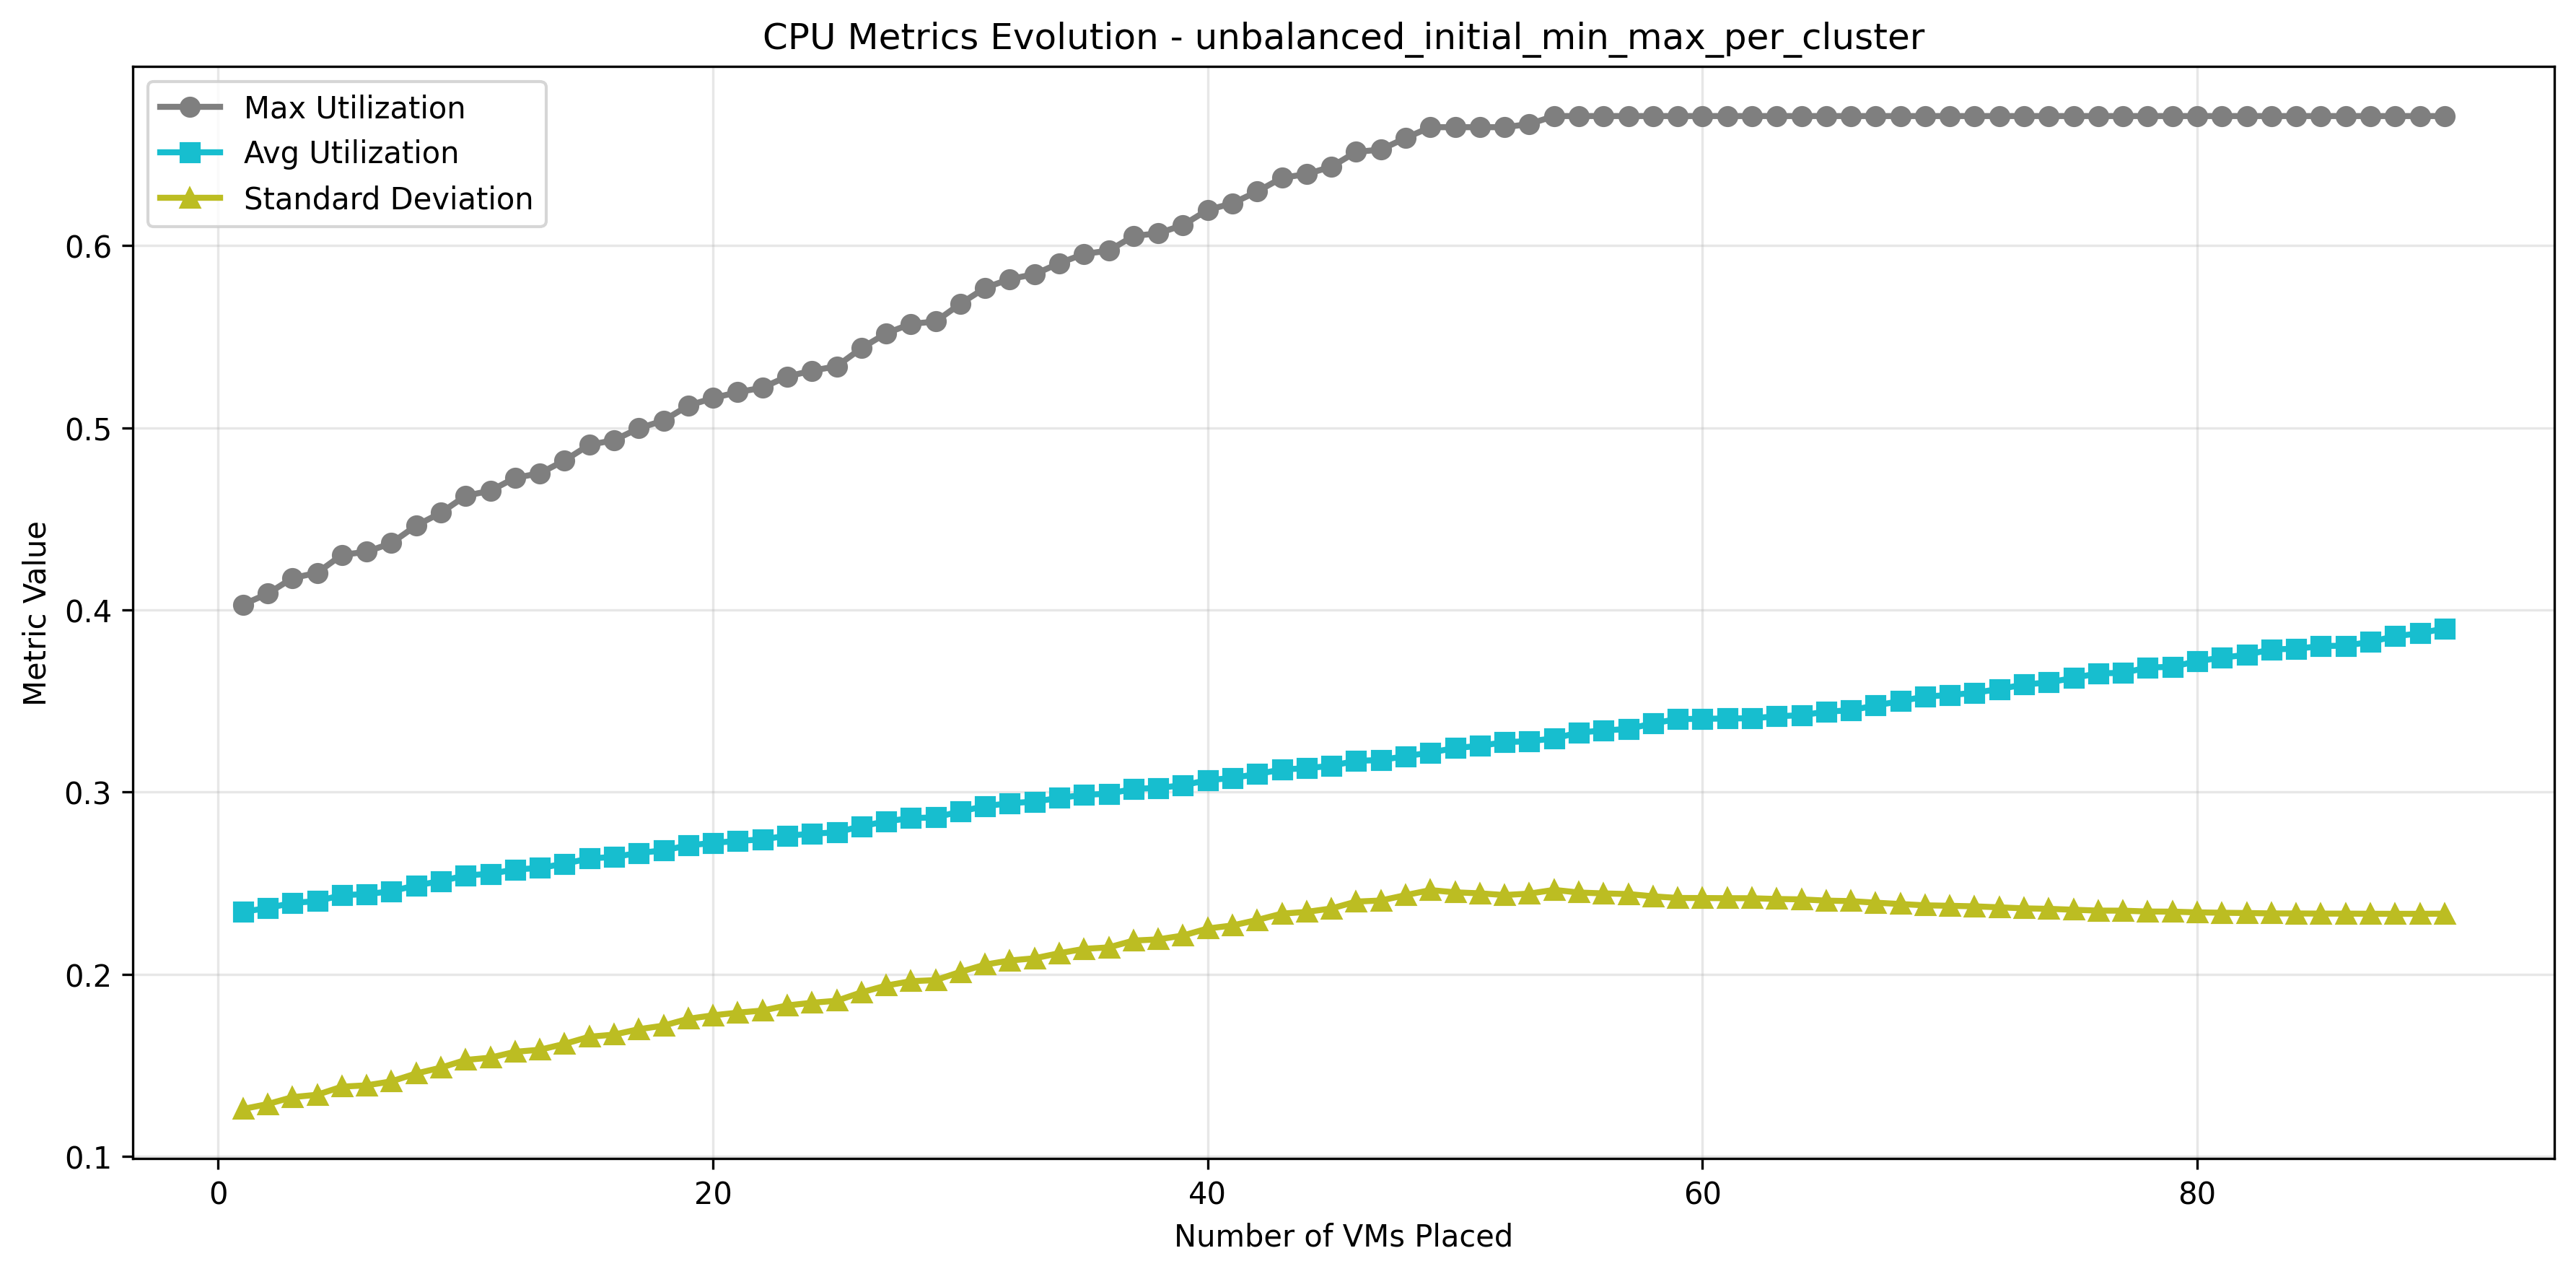 CPU Metrics Evolution - unbalanced_initial_min_max_per_cluster
Max Utilization
Avg Utilization
Standard Deviation
Metric Value
0.6
0.5
0.4
0.3
0.2
0.1
0 20 40 60 80
Number of VMs Placed